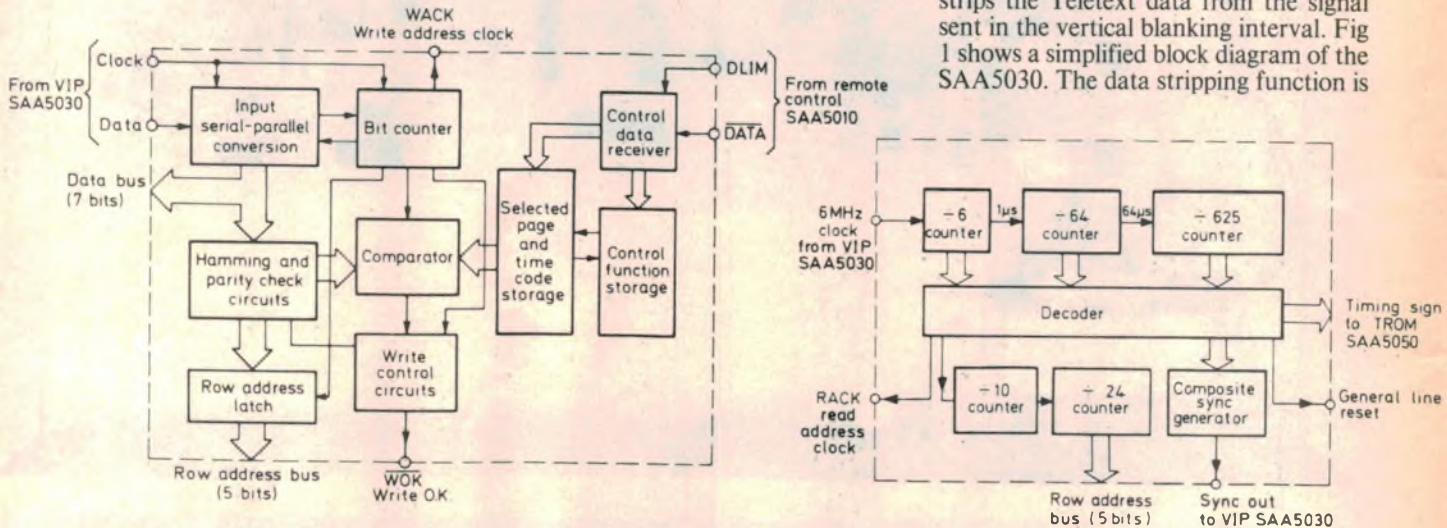 strips the Teletext data from the signal
sent in the vertical blanking interval. Fig
1 shows a simplified block diagram of the
SAA5030. The data stripping function is
WACK
Write address clock
Clock
From VIP
SAA5030
Data
Input
serial-parallel
conversion
Bit counter
DLIM
From remote
control
SAA5010
DATA
Control
data
receiver
Data bus
(7 bits)
Hamming and
parity check
circuits
Comparator
Selected
page
and
time
code
storage
Control
function
storage
Row address
latch
Write
control
circuits
Row address bus
(5 bits)
WOK
Write O.K.
6MHz
clock
from VIP
SAA5030
÷6
counter
1µs
÷64
counter
64µs
÷625
counter
Decoder
Timing sign
to TROM
SAA5050
RACK
read
address
clock
÷10
counter
÷24
counter
Composite
sync
generator
General line
reset
Row address
bus (5 bits)
Sync out
to VIP SAA5030